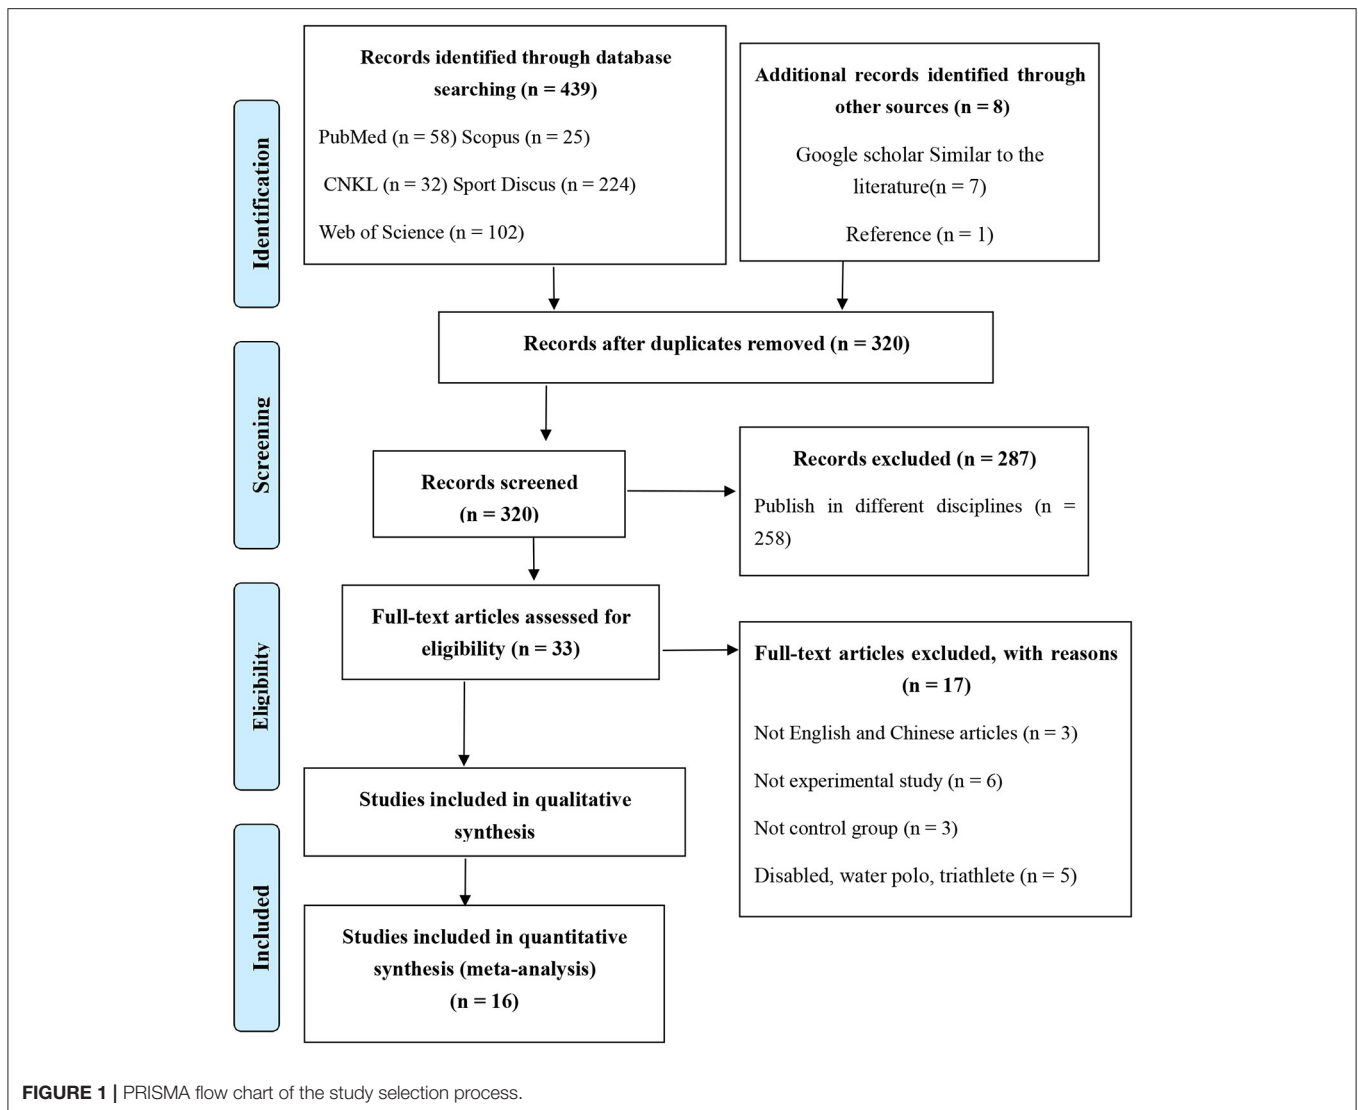 Records identified through database
searching (n = 439)
PubMed (n = 58) Scopus (n = 25)
CNKL (n = 32) Sport Discus (n = 224)
Web of Science (n = 102)
Additional records identified through
other sources (n = 8)
Google scholar Similar to the
literature(n = 7)
Reference (n = 1)
Identification
Records after duplicates removed (n = 320)
Screening
Records screened
(n = 320)
Records excluded (n = 287)
Publish in different disciplines (n =
258)
Eligibility
Full-text articles assessed for
eligibility (n = 33)
Full-text articles excluded, with reasons
(n = 17)
Not English and Chinese articles (n = 3)
Not experimental study (n = 6)
Not control group (n = 3)
Disabled, water polo, triathlete (n = 5)
Studies included in qualitative
synthesis
Included
Studies included in quantitative
synthesis (meta-analysis)
(n = 16)
FIGURE 1 | PRISMA flow chart of the study selection process.